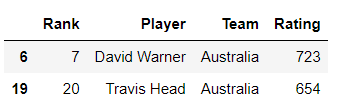 Rank Player Team Rating
6 7 David Warner Australia 723
19 20 Travis Head Australia 654